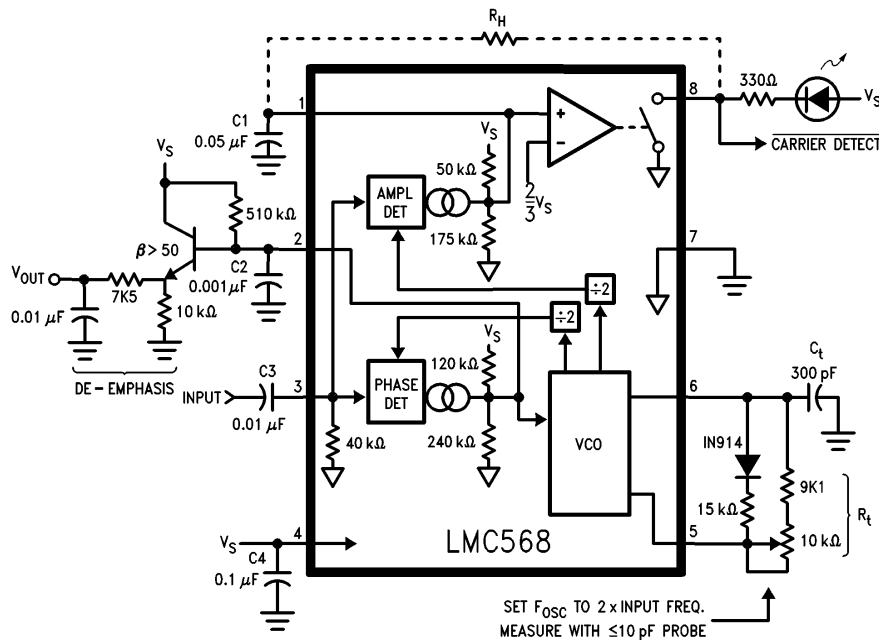 R_H
1
8
330Ω
V_S
CARRIER DETECT
C1
0.05 μF
+
−
2/3 V_S
V_S
50 kΩ
AMPL
DET
175 kΩ
V_S
510 kΩ
β > 50
2
C2
0.001 μF
7
V_OUT
7K5
10 kΩ
0.01 μF
DE-EMPHASIS
÷2
÷2
V_S
120 kΩ
PHASE
DET
240 kΩ
INPUT
C3
0.01 μF
3
40 kΩ
VCO
6
C_t
300 pF
IN914
9K1
15 kΩ
10 kΩ
R_t
5
V_S
4
C4
0.1 μF
LMC568
SET F_OSC TO 2 x INPUT FREQ.
MEASURE WITH ≤10 pF PROBE